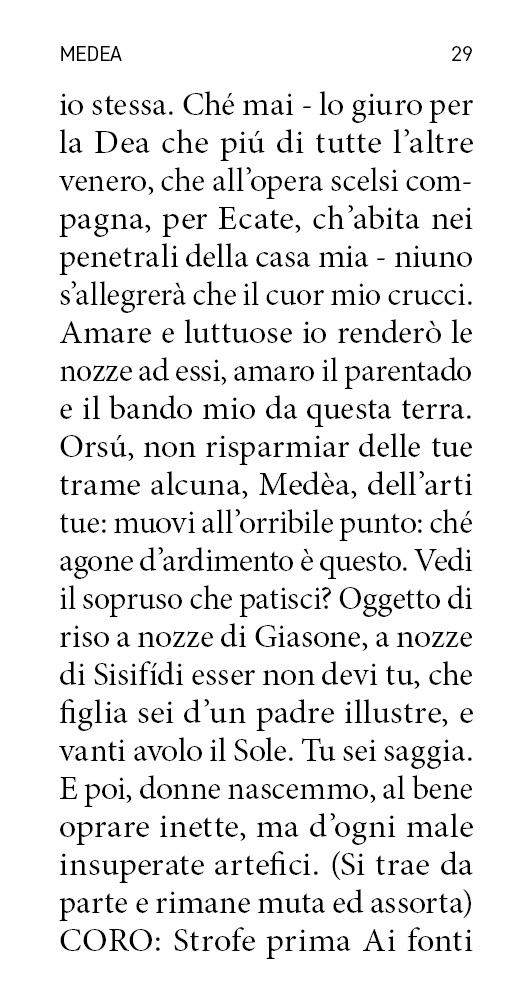 MEDEA 29
io stessa. Ché mai - lo giuro per
la Dea che piú di tutte l’altre
venero, che all’opera scelsi com-
pagna, per Ecate, ch’abita nei
penetrali della casa mia - niuno
s’allegrerà che il cuor mio crucci.
Amare e luttuose io renderò le
nozze ad essi, amaro il parentado
e il bando mio da questa terra.
Orsú, non risparmiar delle tue
trame alcuna, Medèa, dell’arti
tue: muovi all’orribile punto: ché
agone d’ardimento è questo. Vedi
il sopruso che patisci? Oggetto di
riso a nozze di Giasone, a nozze
di Sisifídi esser non devi tu, che
figlia sei d’un padre illustre, e
vanti avolo il Sole. Tu sei saggia.
E poi, donne nascemmo, al bene
oprare inette, ma d’ogni male
insuperate artefici. (Si trae da
parte e rimane muta ed assorta)
CORO: Strofe prima Ai fonti